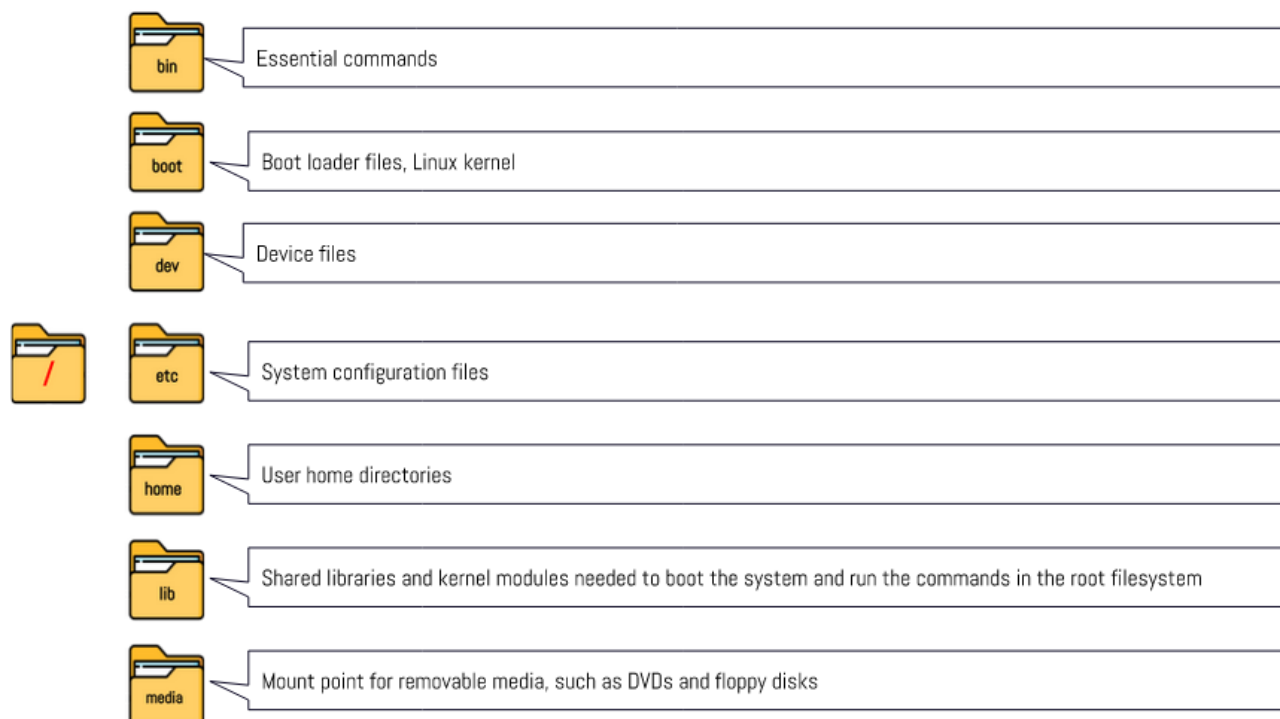 bin
Essential commands
boot
Boot loader files, Linux kernel
dev
Device files
/
etc
System configuration files
home
User home directories
lib
Shared libraries and kernel modules needed to boot the system and run the commands in the root filesystem
media
Mount point for removable media, such as DVDs and floppy disks